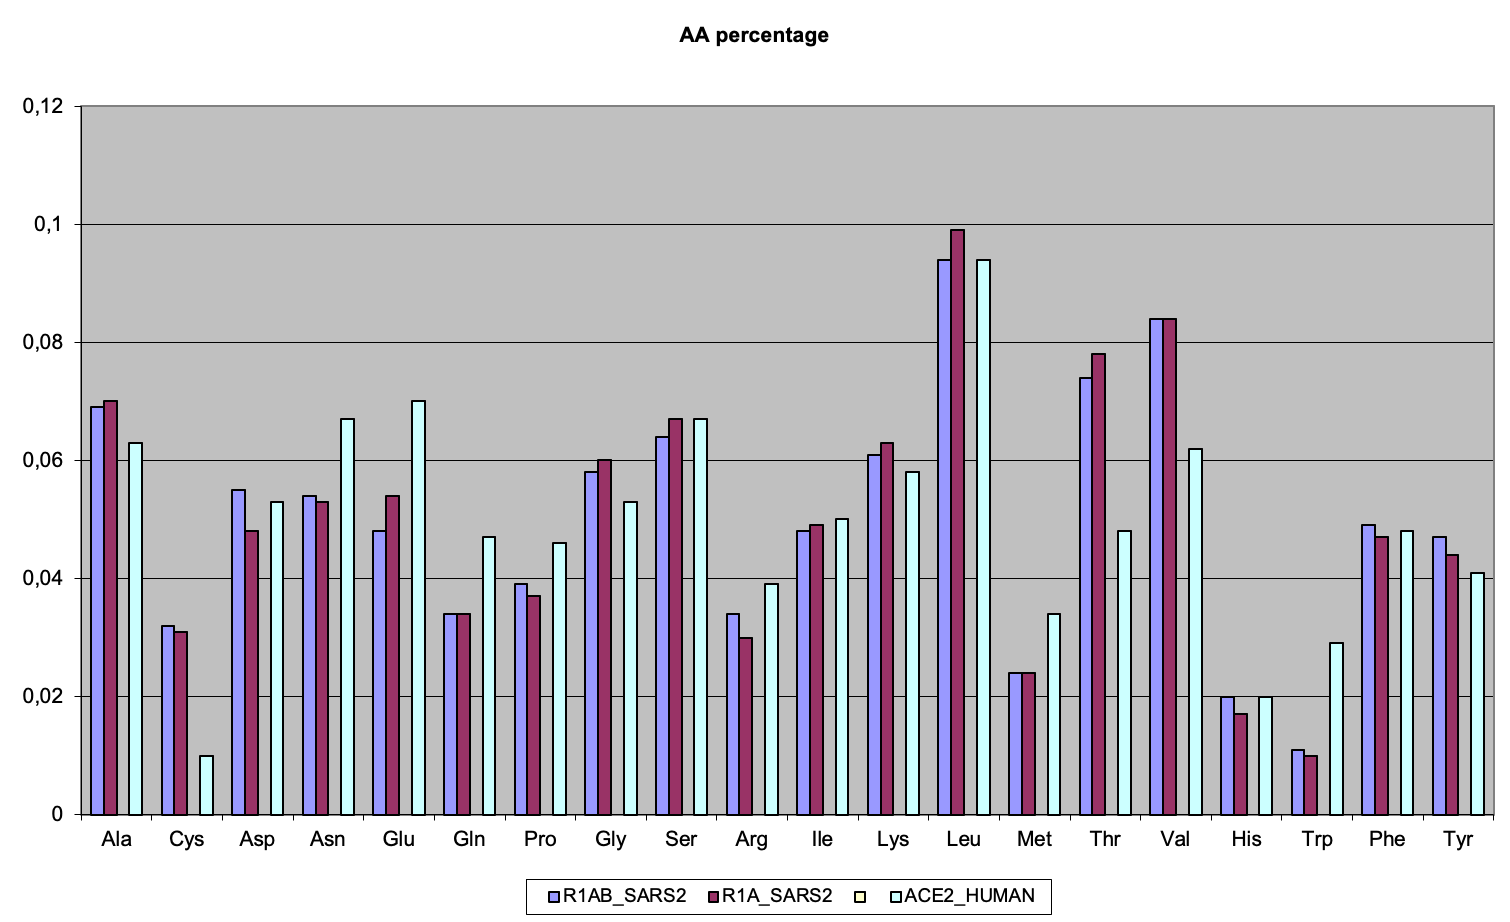 AA percentage
0,12
0,1
0,08
0,06
0,04
0,02
0
Ala Cys Asp Asn Glu Gln Pro Gly Ser Arg Ile Lys Leu Met Thr Val His Trp Phe Tyr
R1AB_SARS2 R1A_SARS2 ACE2_HUMAN